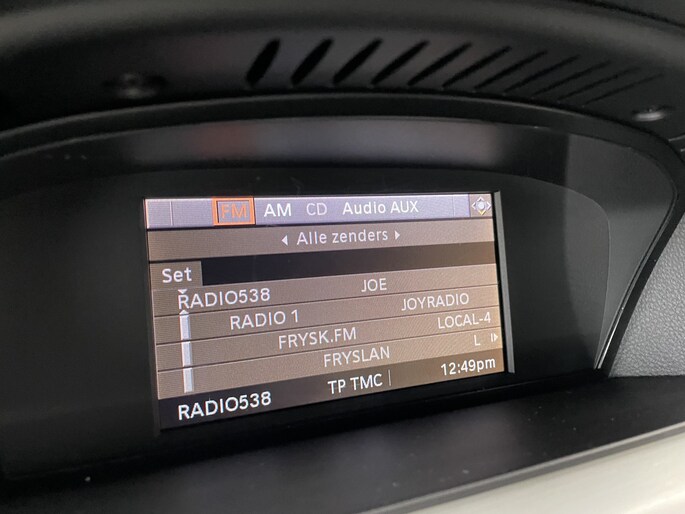 FM AM CD Audio AUX
Alle zenders
Set
RADIO538 JOE
RADIO 1 JOYRADIO
FRYSK.FM LOCAL-4
FRYSLAN L
RADIO538 TP TMC 12:49pm